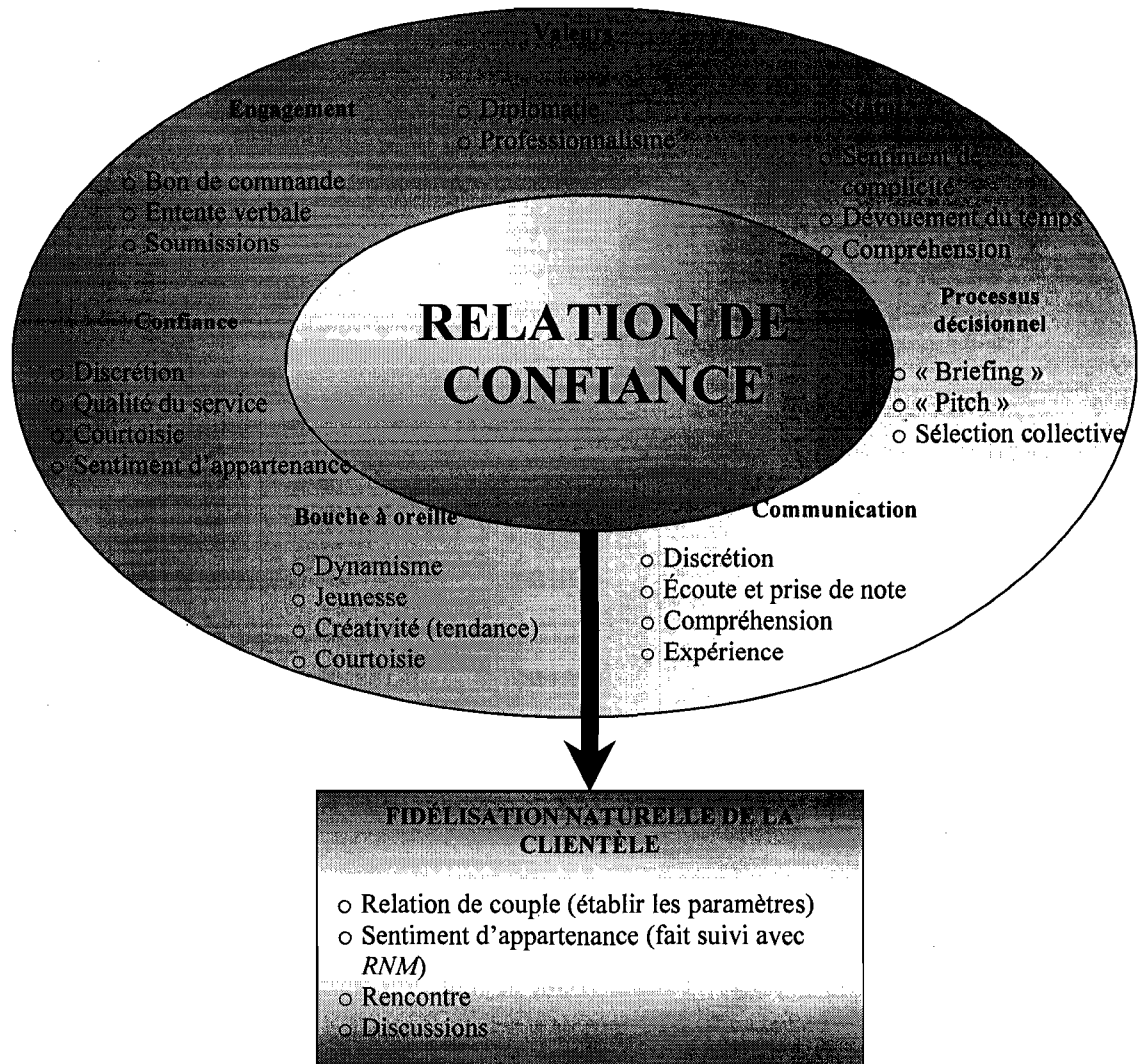 Valeurs
o Diplomatie
o Professionnalisme
Engagement
o Bon de commande
o Entente verbale
o Soumissions
o Sentiment de
complicité
o Dévouement du temps
o Compréhension
RELATION DE
CONFIANCE
Confiance
o Discrétion
o Qualité du service
o Courtoisie
o Sentiment d'appartenance
Processus
décisionnel
o « Briefing »
o « Pitch »
o Sélection collective
Bouche à oreille
o Dynamisme
o Jeunesse
o Créativité (tendance)
o Courtoisie
Communication
o Discrétion
o Écoute et prise de note
o Compréhension
o Expérience
FIDÉLISATION NATURELLE DE LA
CLIENTÈLE
o Relation de couple (établir les paramètres)
o Sentiment d'appartenance (fait suivi avec
RNM)
o Rencontre
o Discussions